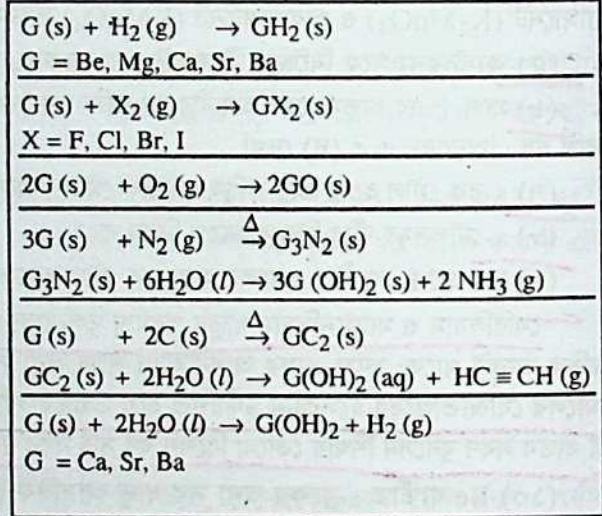 G (s) + H₂ (g) → GH₂ (s)
G = Be, Mg, Ca, Sr, Ba
G (s) + X₂ (g) → GX₂ (s)
X = F, Cl, Br, I
2G (s) + O₂ (g) → 2GO (s)
3G (s) + N₂ (g) →^Δ G₃N₂ (s)
G₃N₂ (s) + 6H₂O (l) → 3G (OH)₂ (s) + 2 NH₃ (g)
G (s) + 2C (s) →^Δ GC₂ (s)
GC₂ (s) + 2H₂O (l) → G(OH)₂ (aq) + HC ≡ CH (g)
G (s) + 2H₂O (l) → G(OH)₂ + H₂ (g)
G = Ca, Sr, Ba